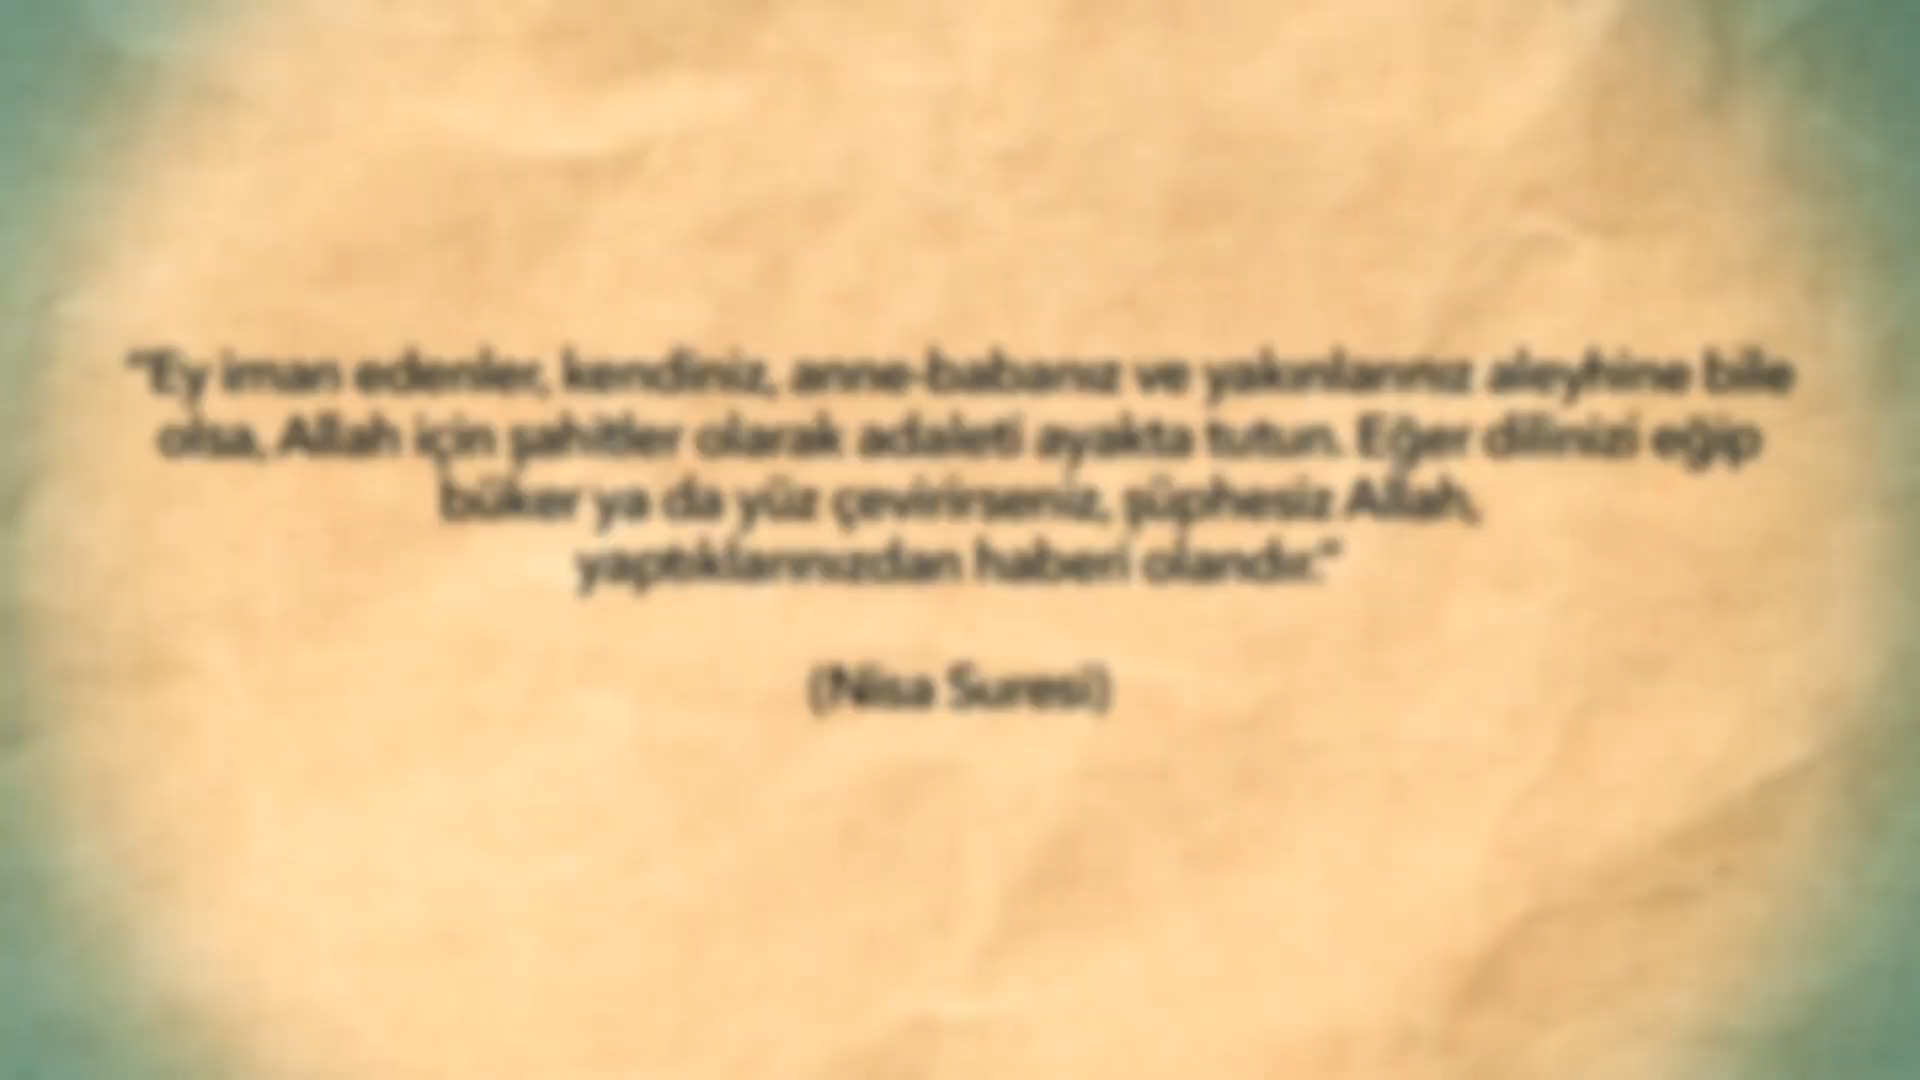 "Ey iman edenler, kendiniz, anne-babanız ve yakınlarınız aleyhine bile
olsa, Allah için şahitler olarak adaleti ayakta tutun. Eğer dilinizi eğip
büker ya da yüz çevirirseniz, şüphesiz Allah,
yaptıklarınızdan haberi olandır."
(Nisa Suresi)